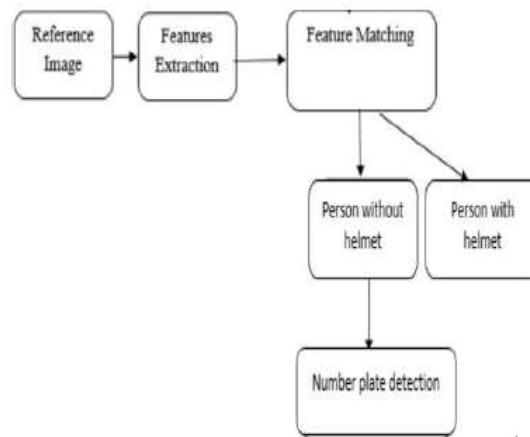 Reference
Image
Features
Extraction
Feature Matching
Person without
helmet
Person with
helmet
Number plate detection